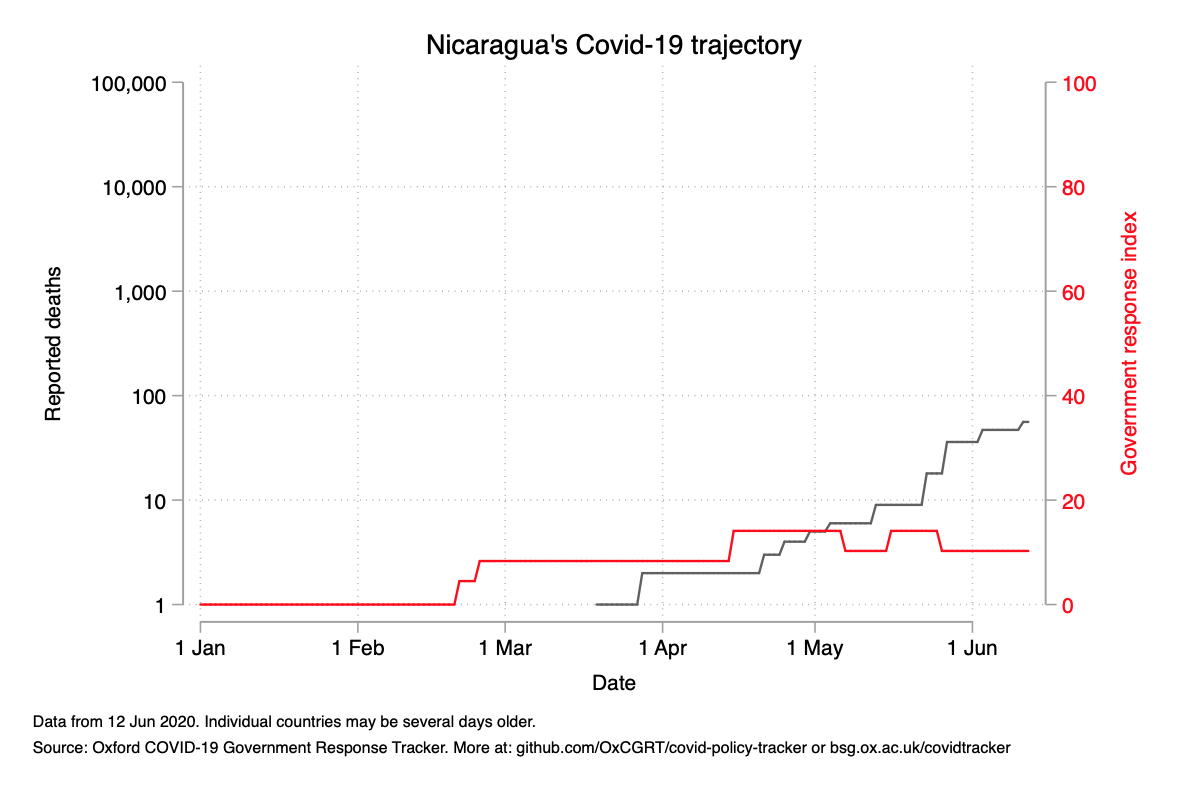 Nicaragua's Covid-19 trajectory
100,000
10,000
1,000
100
10
1
Reported deaths
100
80
60
40
20
0
Government response index
1 Jan
1 Feb
1 Mar
1 Apr
1 May
1 Jun
Date
Data from 12 Jun 2020. Individual countries may be several days older.
Source: Oxford COVID-19 Government Response Tracker. More at: github.com/OxCGRT/covid-policy-tracker or bsg.ox.ac.uk/covidtracker